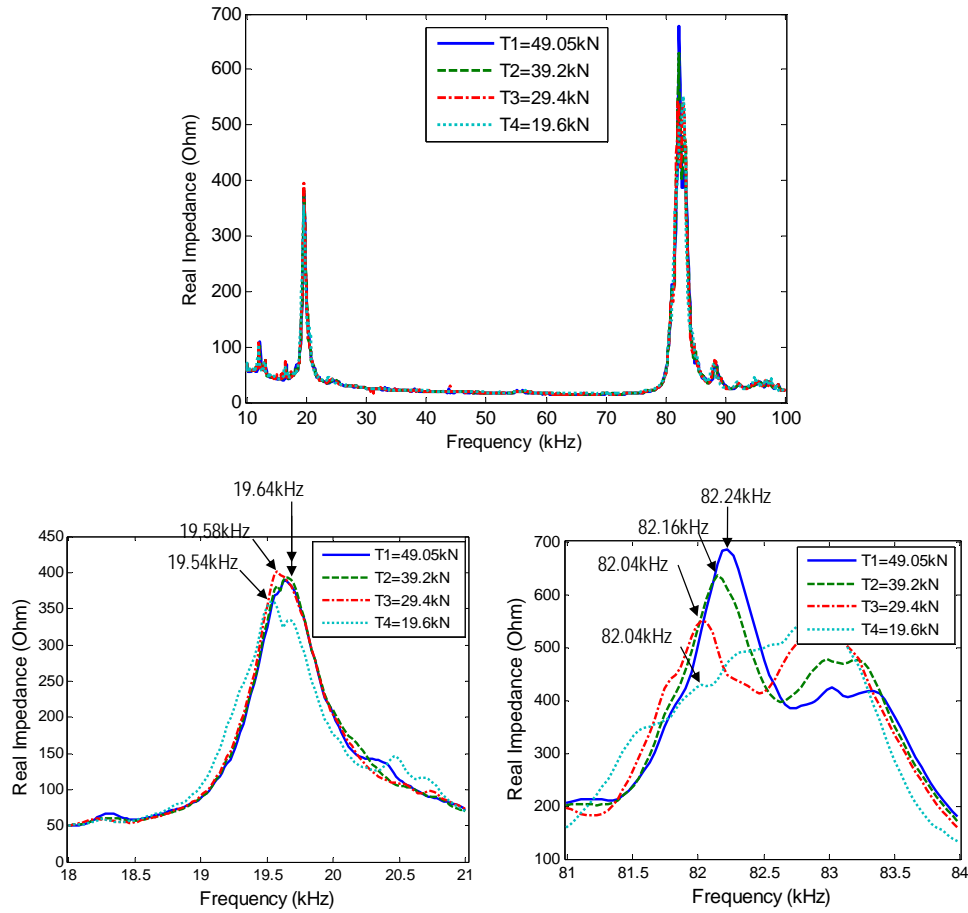 700
600
500
400
300
200
100
0
Real Impedance (Ohm)
T1=49.05kN
T2=39.2kN
T3=29.4kN
T4=19.6kN
10 20 30 40 50 60 70 80 90 100
Frequency (kHz)
19.64kHz
19.58kHz
19.54kHz
450
400
350
300
250
200
150
100
50
0
Real Impedance (Ohm)
T1=49.05kN
T2=39.2kN
T3=29.4kN
T4=19.6kN
18 18.5 19 19.5 20 20.5 21
Frequency (kHz)
82.24kHz
82.16kHz
82.04kHz
82.04kHz
700
600
500
400
300
200
100
Real Impedance (Ohm)
T1=49.05kN
T2=39.2kN
T3=29.4kN
T4=19.6kN
81 81.5 82 82.5 83 83.5 84
Frequency (kHz)